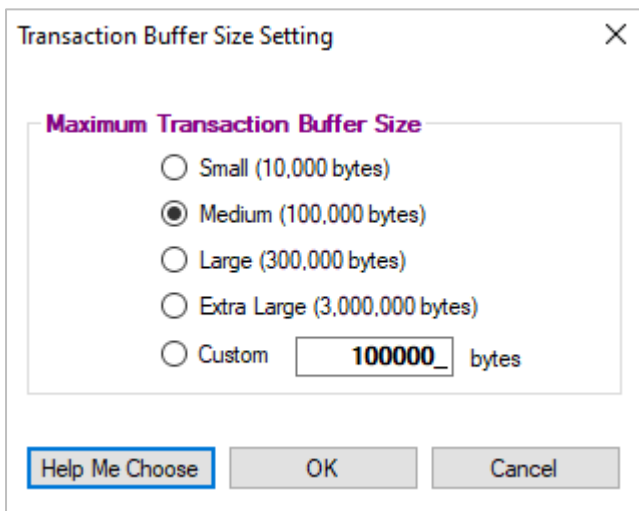 Transaction Buffer Size Setting
Maximum Transaction Buffer Size
Small (10,000 bytes)
Medium (100,000 bytes)
Large (300,000 bytes)
Extra Large (3,000,000 bytes)
Custom 100000_ bytes
Help Me Choose OK Cancel